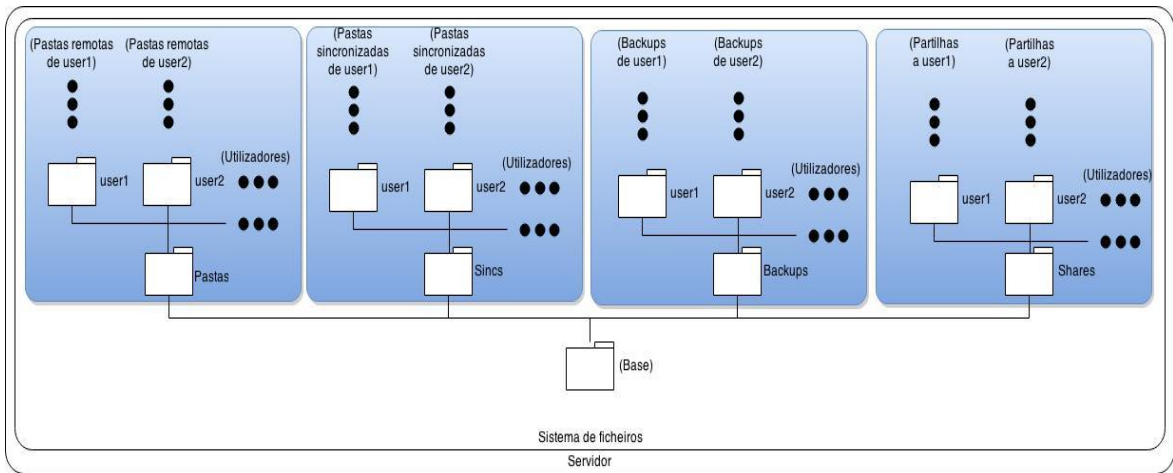 (Pastas remotas
de user1)
(Pastas remotas
de user2)
(Utilizadores)
user1
user2
Pastas
(Pastas
sincronizadas
de user1)
(Pastas
sincronizadas
de user2)
(Utilizadores)
user1
user2
Sincs
(Backups
de user1)
(Backups
de user2)
(Utilizadores)
user1
user2
Backups
(Partilhas
a user1)
(Partilhas
a user2)
(Utilizadores)
user1
user2
Shares
(Base)
Sistema de ficheiros
Servidor